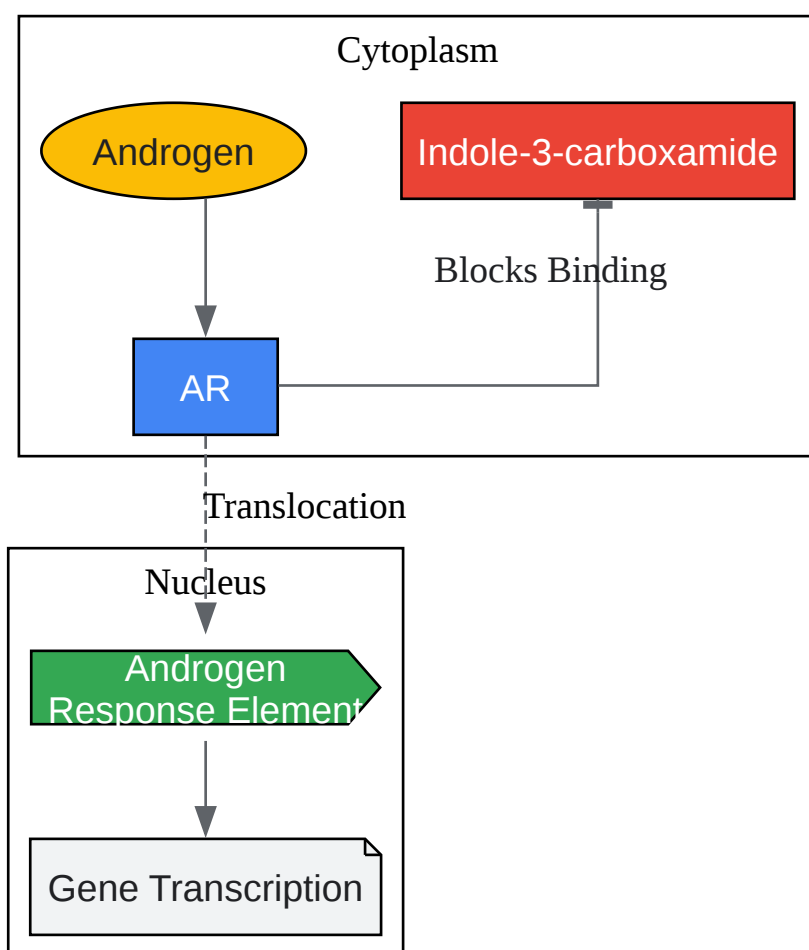 Cytoplasm
Androgen
Indole-3-carboxamide
Blocks Binding
AR
Translocation
Nucleus
Androgen
Response Element
Gene Transcription